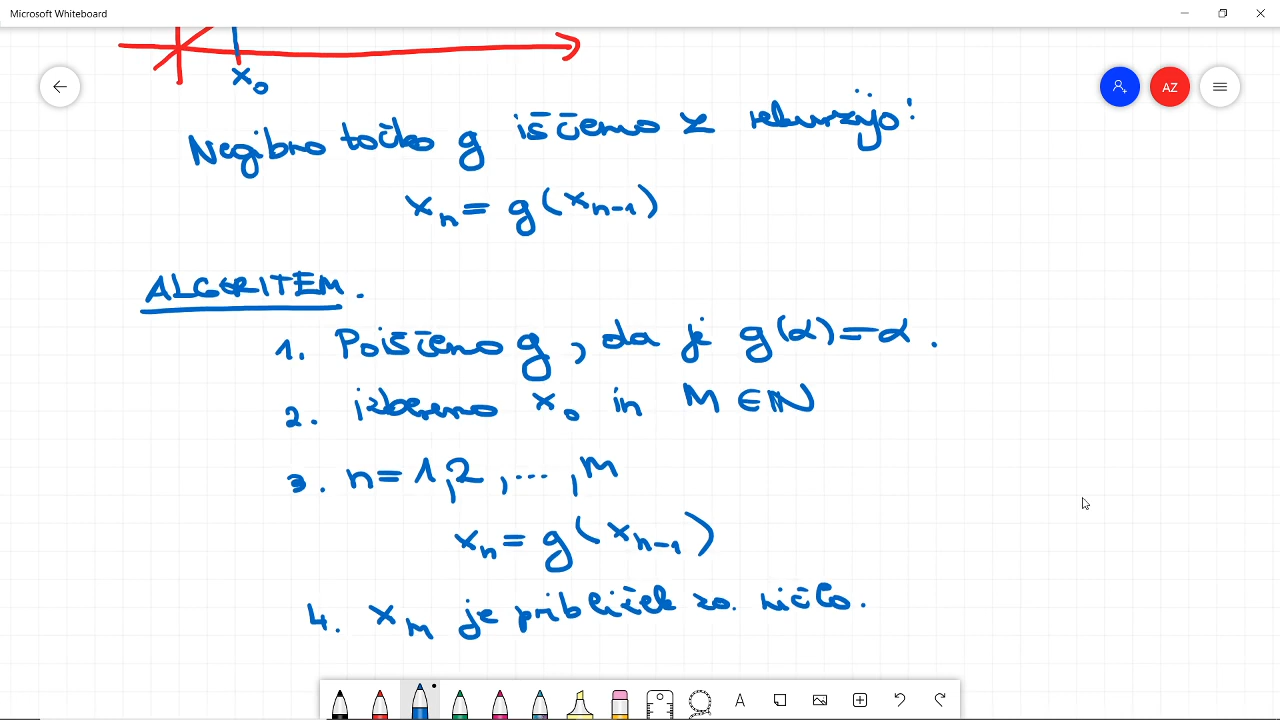 Microsoft Whiteboard
AZ
x₀
Negibno točko g iščemo z rekurzijo:
xₙ = g(xₙ₋₁)
ALGORITEM.
1. Poiščemo g, da je g(α)=α.
2. izberemo x₀ in M ∈ ℕ
3. n = 1,2, ..., M
xₙ = g(xₙ₋₁)
4. x_M je približek za ničlo.
A